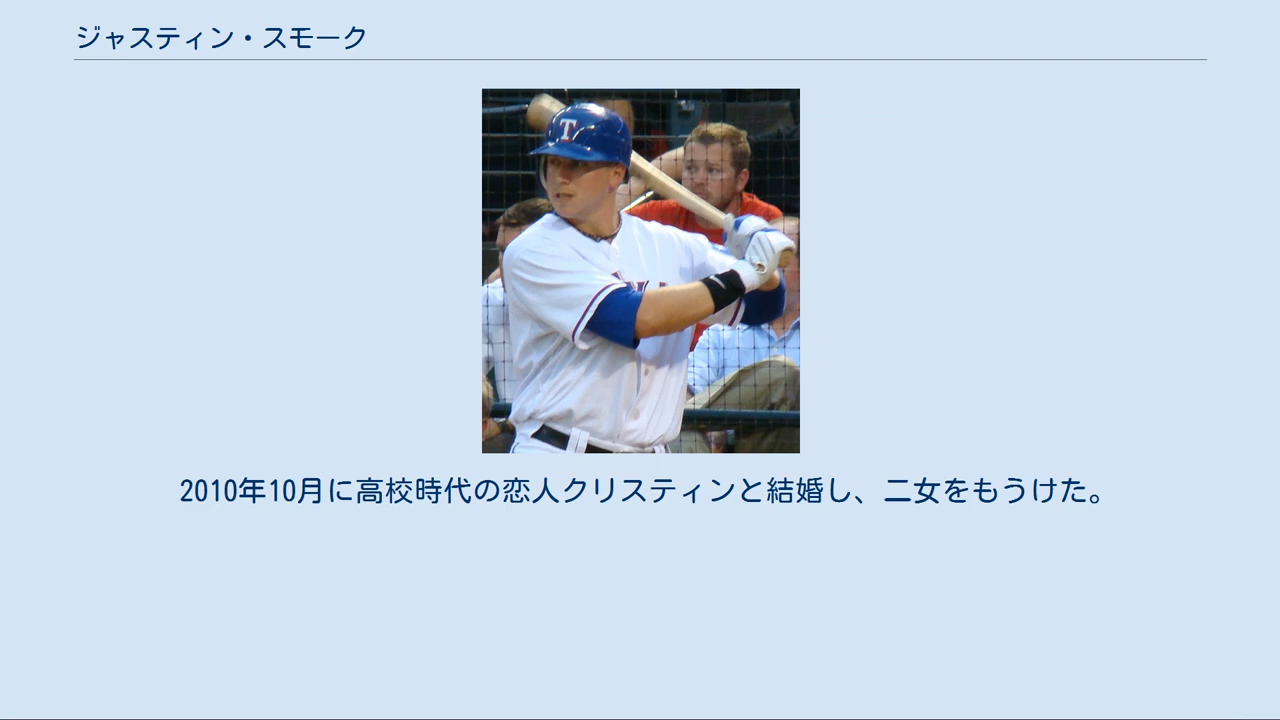 ジャスティン・スモーク
T
2010年10月に高校時代の恋人クリスティンと結婚し、二女をもうけた。